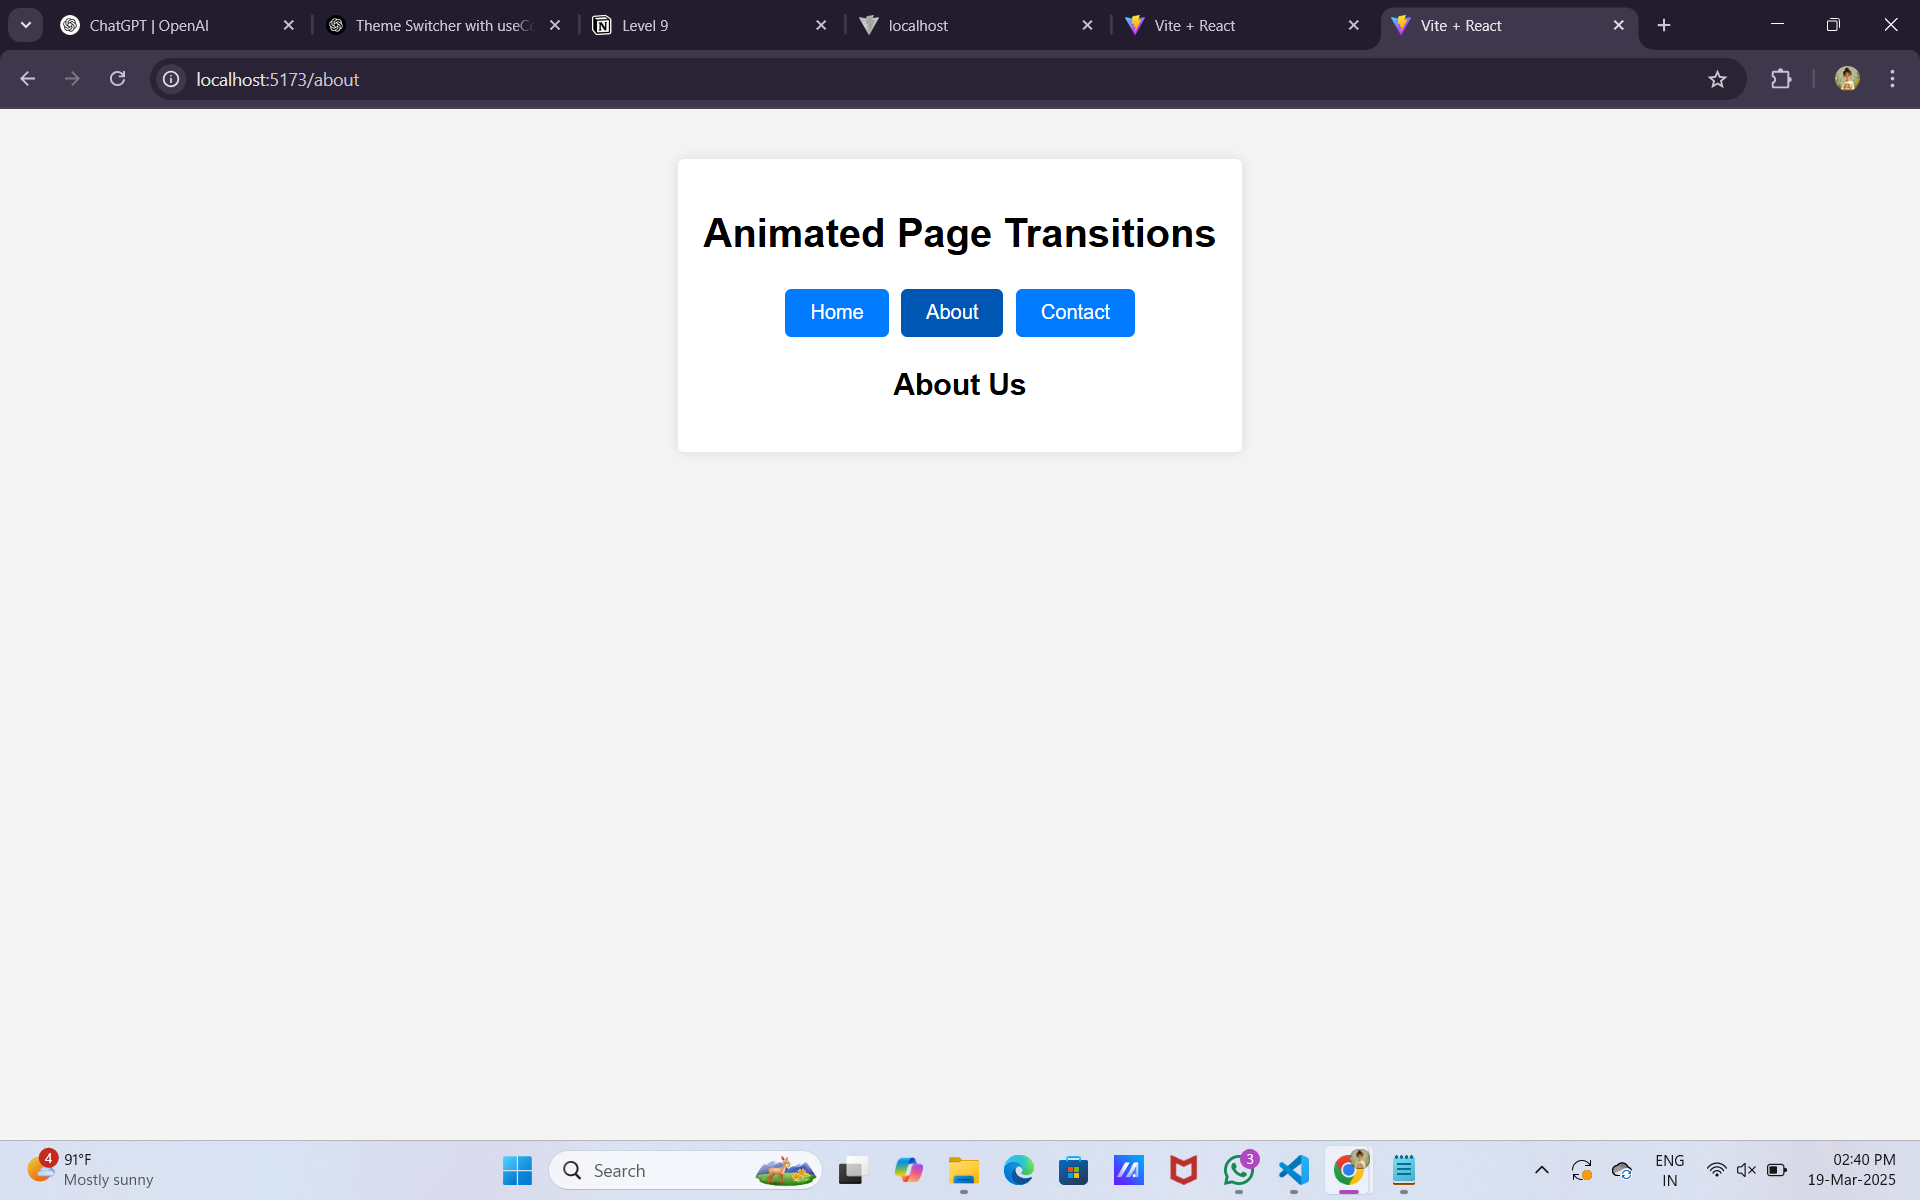 ChatGPT | OpenAI
Theme Switcher with useCo
Level 9
localhost
Vite + React
Vite + React
localhost:5173/about
Animated Page Transitions
Home
About
Contact
About Us
4
91°F
Mostly sunny
Search
3
ENG
IN
02:40 PM
19-Mar-2025